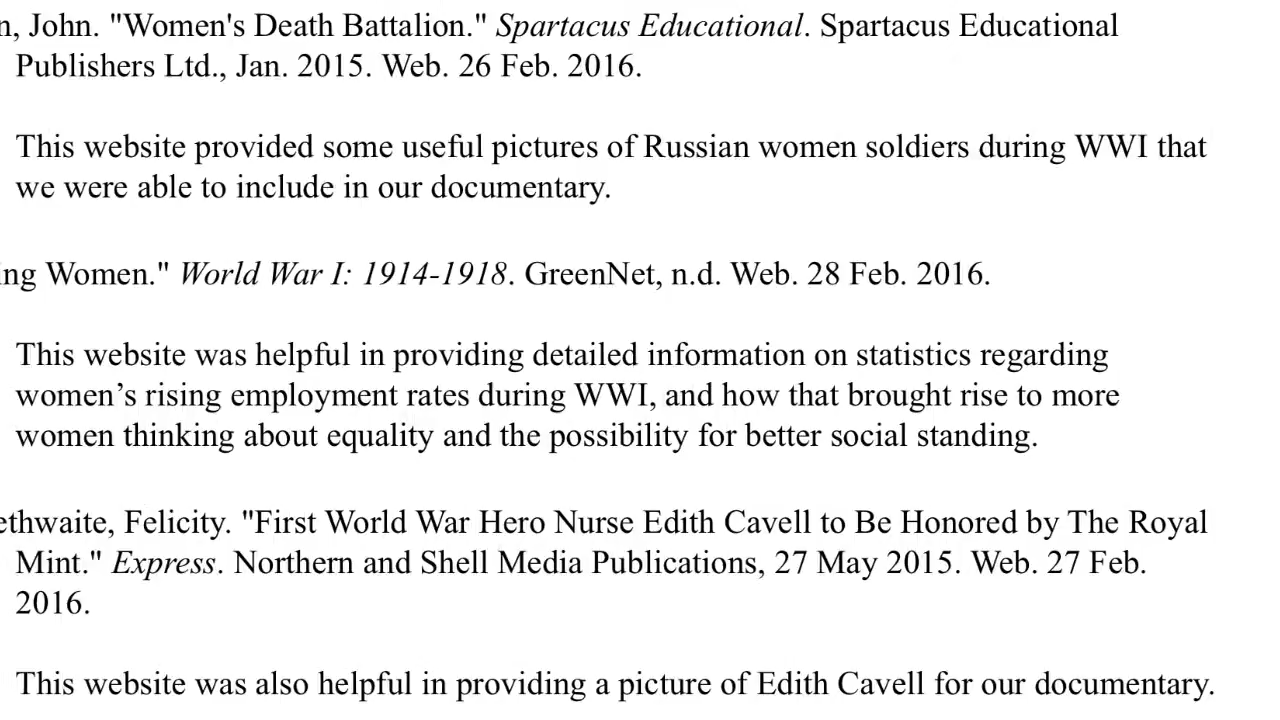 John. "Women's Death Battalion." Spartacus Educational. Spartacus Educational
Publishers Ltd., Jan. 2015. Web. 26 Feb. 2016.
This website provided some useful pictures of Russian women soldiers during WWI that
we were able to include in our documentary.
Women." World War I: 1914-1918. GreenNet, n.d. Web. 28 Feb. 2016.
This website was helpful in providing detailed information on statistics regarding
women’s rising employment rates during WWI, and how that brought rise to more
women thinking about equality and the possibility for better social standing.
Felicity. "First World War Hero Nurse Edith Cavell to Be Honored by The Royal
Mint." Express. Northern and Shell Media Publications, 27 May 2015. Web. 27 Feb.
2016.
This website was also helpful in providing a picture of Edith Cavell for our documentary.